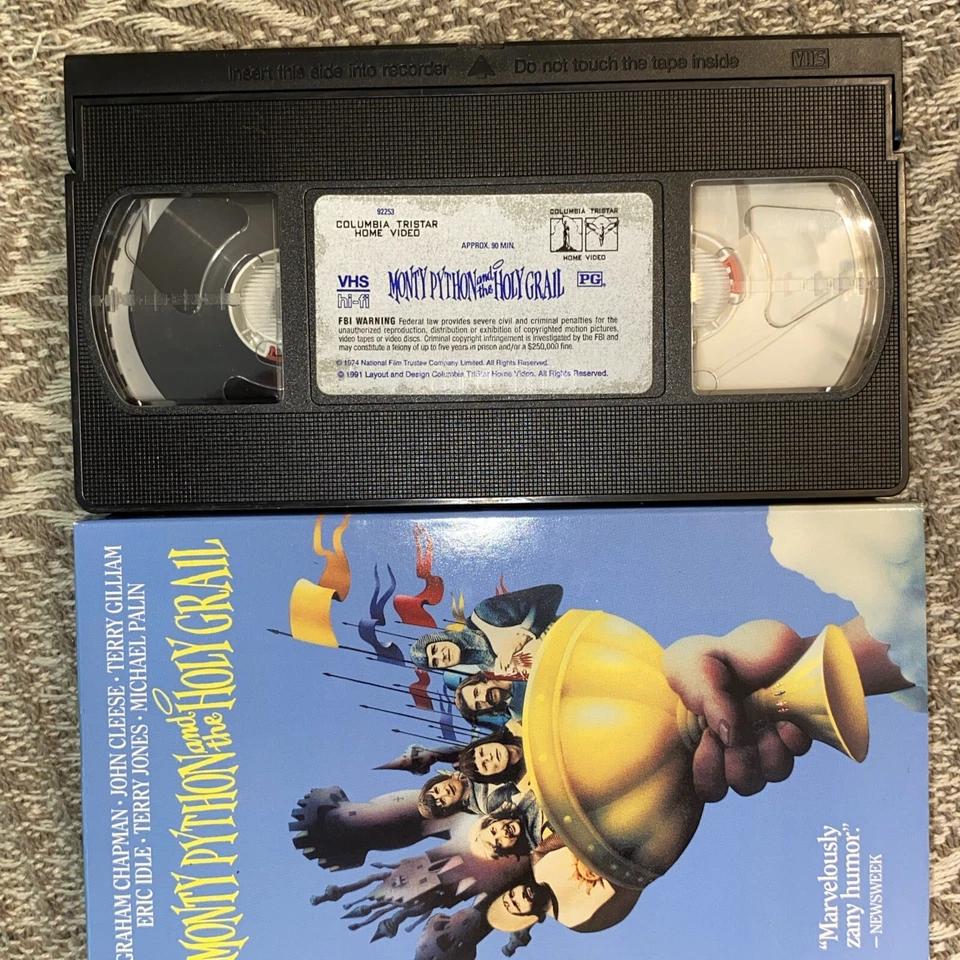 Insert this side into recorder Do not touch the tape inside VHS
92253
COLUMBIA TRISTAR
HOME VIDEO
APPROX. 90 MIN.
COLUMBIA TRISTAR
HOME VIDEO
VHS
hi-fi
MONTY PYTHON and the HOLY GRAIL
PG
FBI WARNING Federal law provides severe civil and criminal penalties for the
unauthorized reproduction, distribution or exhibition of copyrighted motion pictures,
video tapes or video discs. Criminal copyright infringement is investigated by the FBI and
may constitute a felony of up to five years in prison and/or a $250,000 fine.
© 1974 National Film Trustee Company Limited. All Rights Reserved.
© 1991 Layout and Design Columbia TriStar Home Video. All Rights Reserved.
GRAHAM CHAPMAN · JOHN CLEESE · TERRY GILLIAM
ERIC IDLE · TERRY JONES · MICHAEL PALIN
MONTY PYTHON and the HOLY GRAIL
"Marvelously
zany humor."
— NEWSWEEK